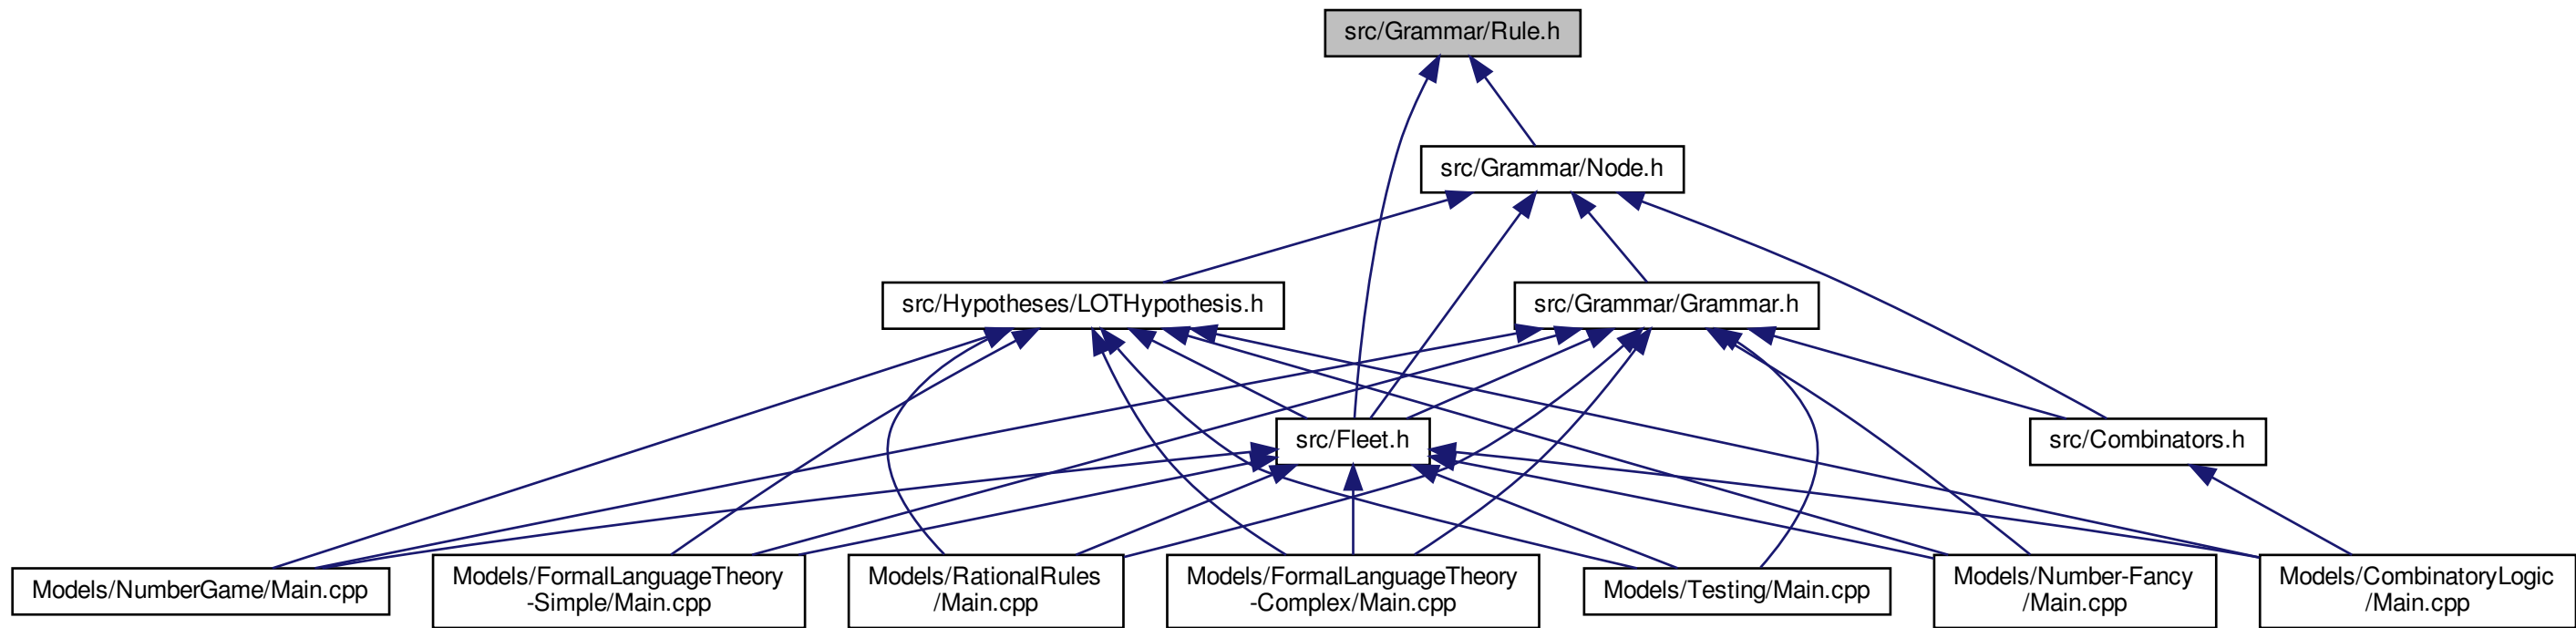 src/Grammar/Rule.h
src/Grammar/Node.h
src/Hypotheses/LOTHypothesis.h
src/Grammar/Grammar.h
src/Fleet.h
src/Combinators.h
Models/NumberGame/Main.cpp
Models/FormalLanguageTheory
-Simple/Main.cpp
Models/RationalRules
/Main.cpp
Models/FormalLanguageTheory
-Complex/Main.cpp
Models/Testing/Main.cpp
Models/Number-Fancy
/Main.cpp
Models/CombinatoryLogic
/Main.cpp